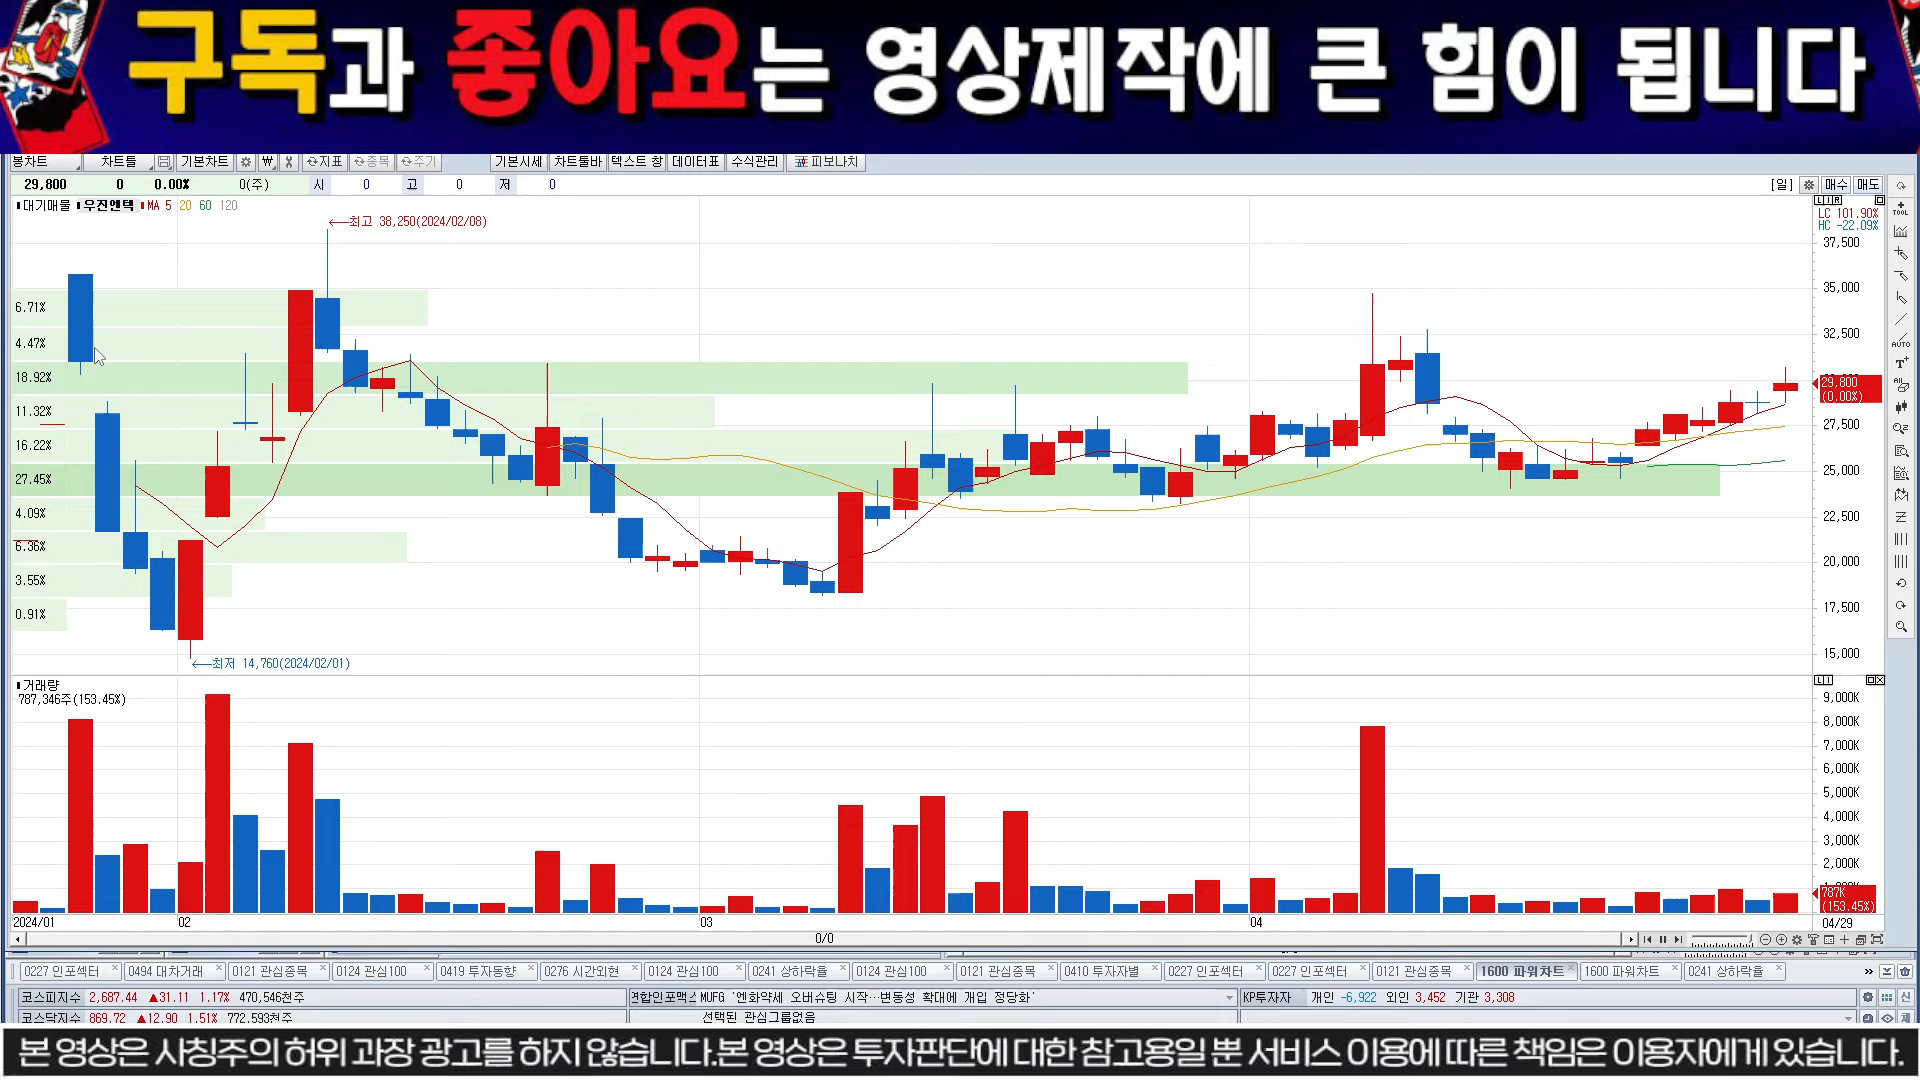 구독과 좋아요는 영상제작에 큰 힘이 됩니다
봉차트 차트틀 기본차트 ₩ 지표 종목 주기 기본시세 차트툴바 텍스트 창 데이터표 수식관리 피보나치
29,800 0 0.00% 0(주) 시 0 고 0 저 0 [일] 매수 매도
대기매물 우진엔텍 MA 5 20 60 120
LC 101.90%
HC -22.09%
←최고 38,250(2024/02/08)
37,500
35,000
32,500
29,800
(0.00%)
27,500
25,000
22,500
20,000
17,500
15,000
6.71%
4.47%
18.92%
11.32%
16.22%
27.45%
4.09%
6.36%
3.55%
0.91%
←최저 14,760(2024/02/01)
TOOL
AUTO
거래량
787,346주(153.45%)
9,000K
8,000K
7,000K
6,000K
5,000K
4,000K
3,000K
2,000K
787K
(153.45%)
2024/01 02 03 04 04/29
0/0
0227 인포섹터 0494 대차거래 0121 관심종목 0124 관심100 0419 투자동향 0276 시간외현 0124 관심100 0241 상하락율 0124 관심100 0121 관심종목 0410 투자자별 0227 인포섹터 0227 인포섹터 0121 관심종목 1600 파워차트 1600 파워차트 0241 상하락율
코스피지수 2,687.44 ▲31.11 1.17% 470,546천주 연합인포맥스 MUFG '엔화약세 오버슈팅 시작…변동성 확대에 개입 정당화' KP투자자 개인 -6,922 외인 3,452 기관 3,308
코스닥지수 869.72 ▲12.90 1.51% 772,593천주 선택된 관심그룹없음
본 영상은 사칭주의 허위 과장 광고를 하지 않습니다.본 영상은 투자판단에 대한 참고용일 뿐 서비스 이용에 따른 책임은 이용자에게 있습니다.